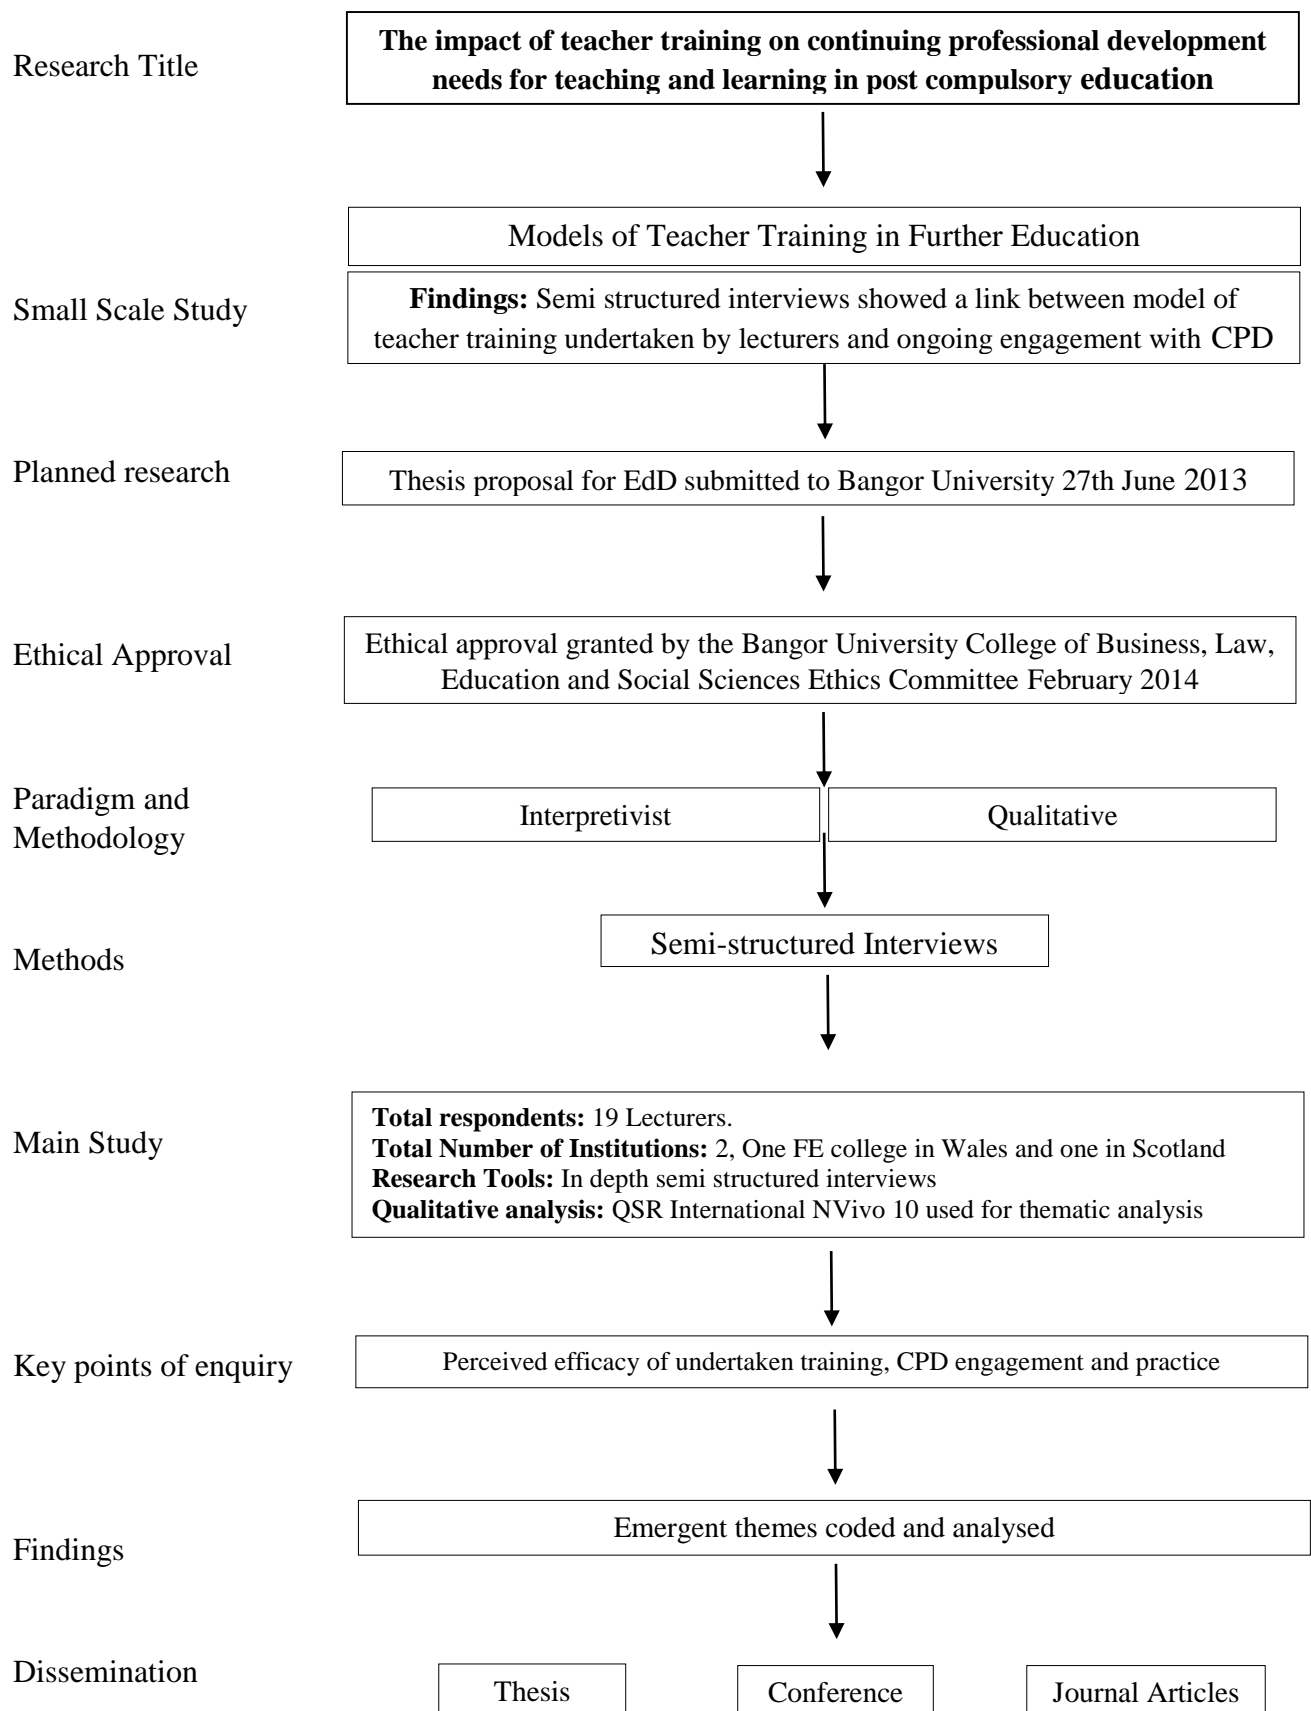 Research Title
The impact of teacher training on continuing professional development
needs for teaching and learning in post compulsory education
Models of Teacher Training in Further Education
Small Scale Study
Findings: Semi structured interviews showed a link between model of
teacher training undertaken by lecturers and ongoing engagement with CPD
Planned research
Thesis proposal for EdD submitted to Bangor University 27th June 2013
Ethical Approval
Ethical approval granted by the Bangor University College of Business, Law,
Education and Social Sciences Ethics Committee February 2014
Paradigm and
Methodology
Interpretivist
Qualitative
Methods
Semi-structured Interviews
Main Study
Total respondents: 19 Lecturers.
Total Number of Institutions: 2, One FE college in Wales and one in Scotland
Research Tools: In depth semi structured interviews
Qualitative analysis: QSR International NVivo 10 used for thematic analysis
Key points of enquiry
Perceived efficacy of undertaken training, CPD engagement and practice
Findings
Emergent themes coded and analysed
Dissemination
Thesis
Conference
Journal Articles